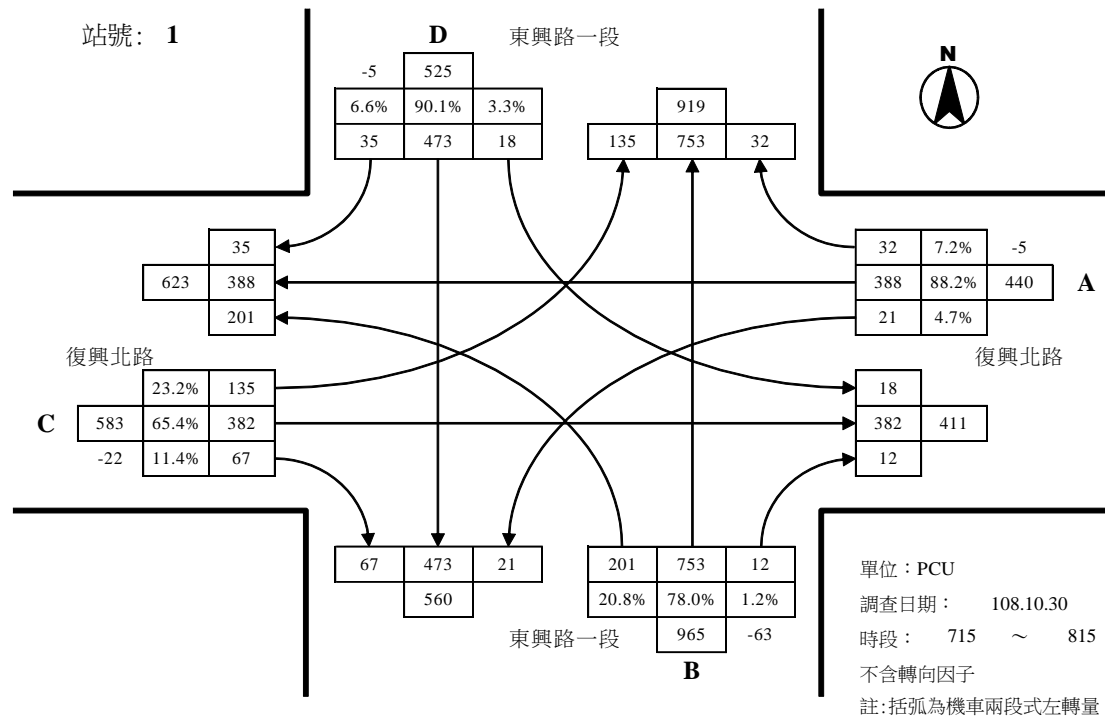 站號: 1
D
東興路一段
N
-5 525
6.6% 90.1% 3.3%
35 473 18
919
135 753 32
35
623 388
201
32 7.2% -5
388 88.2% 440
21 4.7%
A
復興北路
復興北路
23.2% 135
C 583 65.4% 382
-22 11.4% 67
18
382 411
12
67 473 21
560
201 753 12
20.8% 78.0% 1.2%
965 -63
東興路一段
B
單位：PCU
調查日期： 108.10.30
時段： 715 ～ 815
不含轉向因子
註:括弧為機車兩段式左轉量